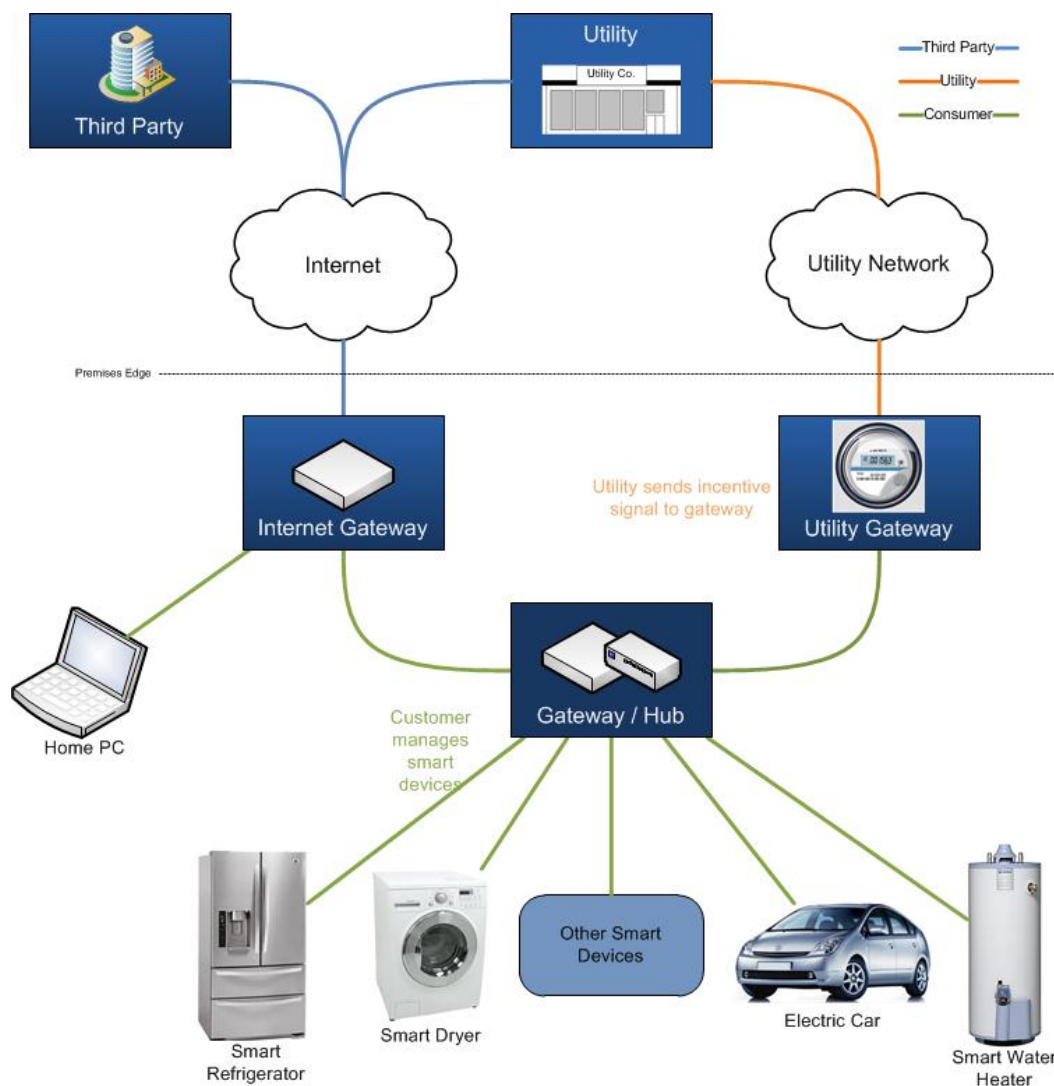 Utility
Utility Co.
Third Party
Third Party
Utility
Consumer
Internet
Utility Network
Premises Edge
Internet Gateway
Utility sends incentive
signal to gateway
Utility Gateway
Home PC
Customer
manages
smart
devices
Gateway / Hub
Smart
Refrigerator
Smart Dryer
Other Smart
Devices
Electric Car
Smart Water
Heater